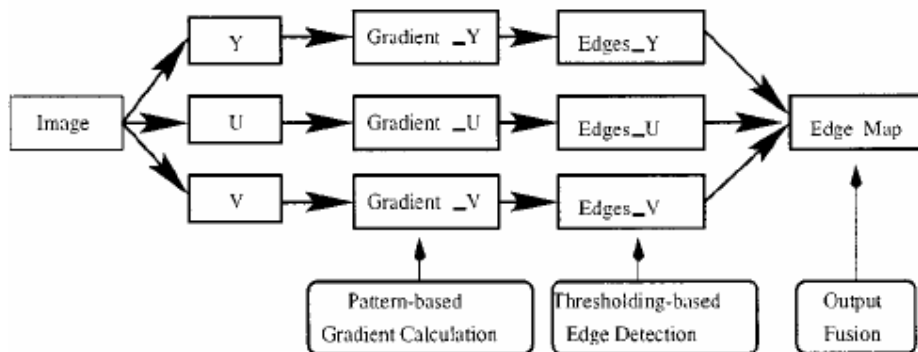 Y
Gradient _Y
Edges_Y
Image
U
Gradient _U
Edges_U
Edge Map
V
Gradient _V
Edges_V
Pattern-based
Gradient Calculation
Thresholding-based
Edge Detection
Output
Fusion